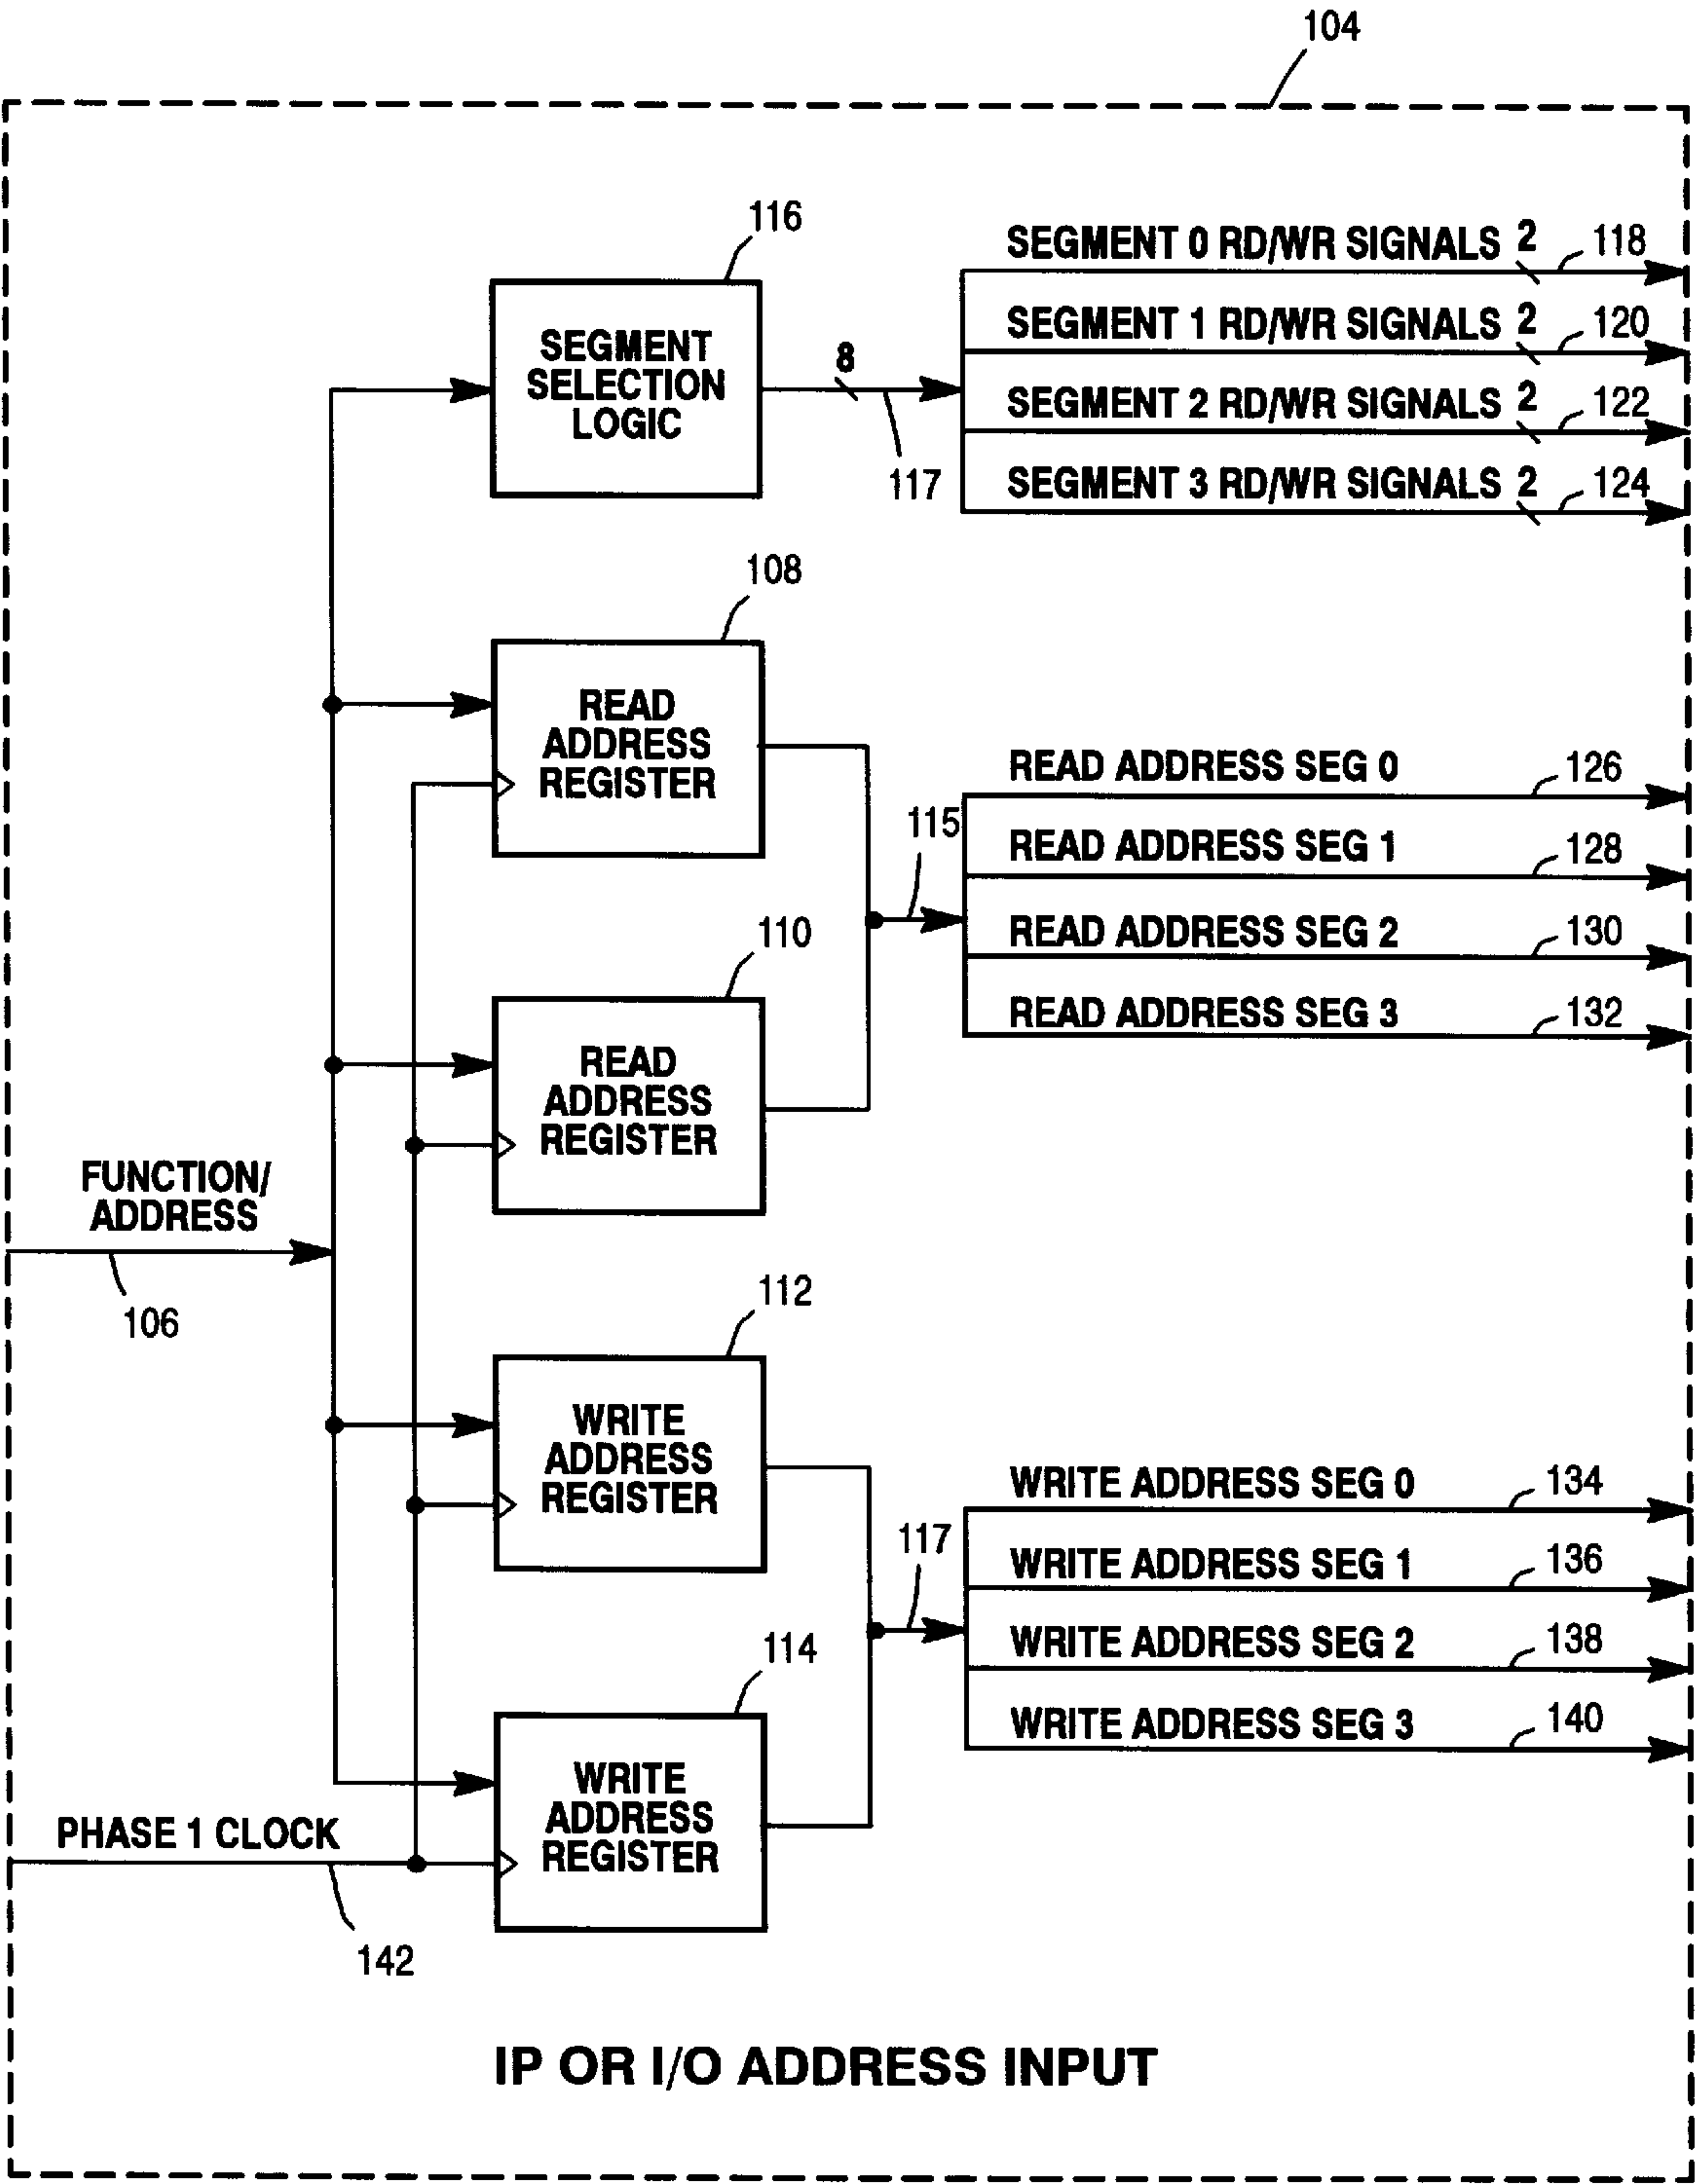 104
116
SEGMENT
SELECTION
LOGIC
8
117
SEGMENT 0 RD/WR SIGNALS 2 118
SEGMENT 1 RD/WR SIGNALS 2 120
SEGMENT 2 RD/WR SIGNALS 2 122
SEGMENT 3 RD/WR SIGNALS 2 124
108
READ
ADDRESS
REGISTER
115
READ ADDRESS SEG 0 126
READ ADDRESS SEG 1 128
READ ADDRESS SEG 2 130
READ ADDRESS SEG 3 132
110
READ
ADDRESS
REGISTER
FUNCTION/
ADDRESS
106
112
WRITE
ADDRESS
REGISTER
117
WRITE ADDRESS SEG 0 134
WRITE ADDRESS SEG 1 136
WRITE ADDRESS SEG 2 138
WRITE ADDRESS SEG 3 140
114
WRITE
ADDRESS
REGISTER
PHASE 1 CLOCK
142
IP OR I/O ADDRESS INPUT